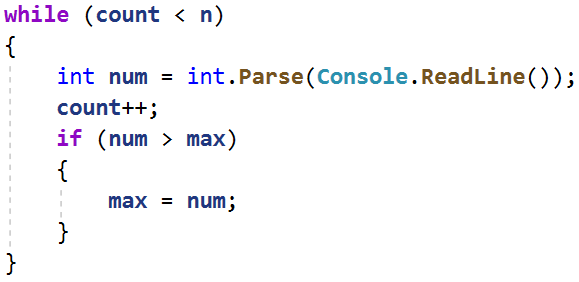 while (count < n)
{
    int num = int.Parse(Console.ReadLine());
    count++;
    if (num > max)
    {
        max = num;
    }
}